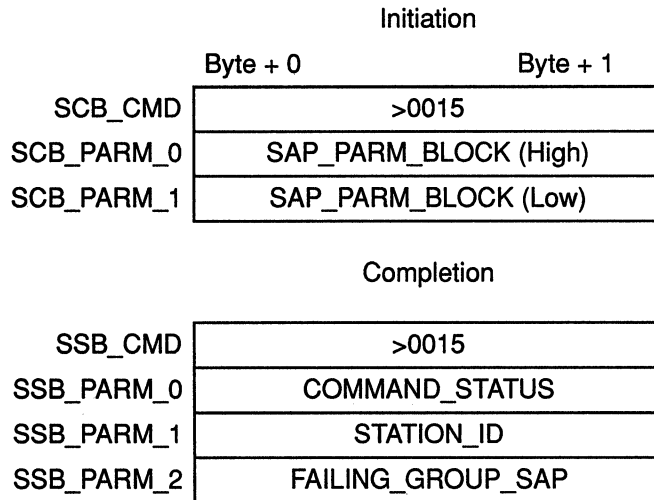 Initiation
Byte + 0 Byte + 1
SCB_CMD >0015
SCB_PARM_0 SAP_PARM_BLOCK (High)
SCB_PARM_1 SAP_PARM_BLOCK (Low)
Completion
SSB_CMD >0015
SSB_PARM_0 COMMAND_STATUS
SSB_PARM_1 STATION_ID
SSB_PARM_2 FAILING_GROUP_SAP